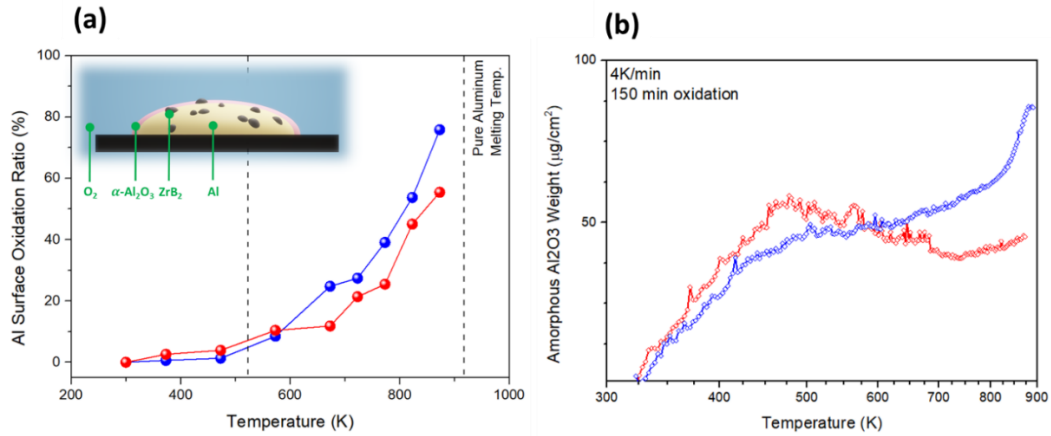 (a)
100
80
60
40
20
0
Al Surface Oxidation Ratio (%)
O₂ α-Al₂O₃ ZrB₂ Al
Pure Aluminum
Melting Temp.
200 400 600 800 1000
Temperature (K)
(b)
4K/min
150 min oxidation
100
50
Amorphous Al2O3 Weight (μg/cm²)
300 400 500 600 700 800 900
Temperature (K)